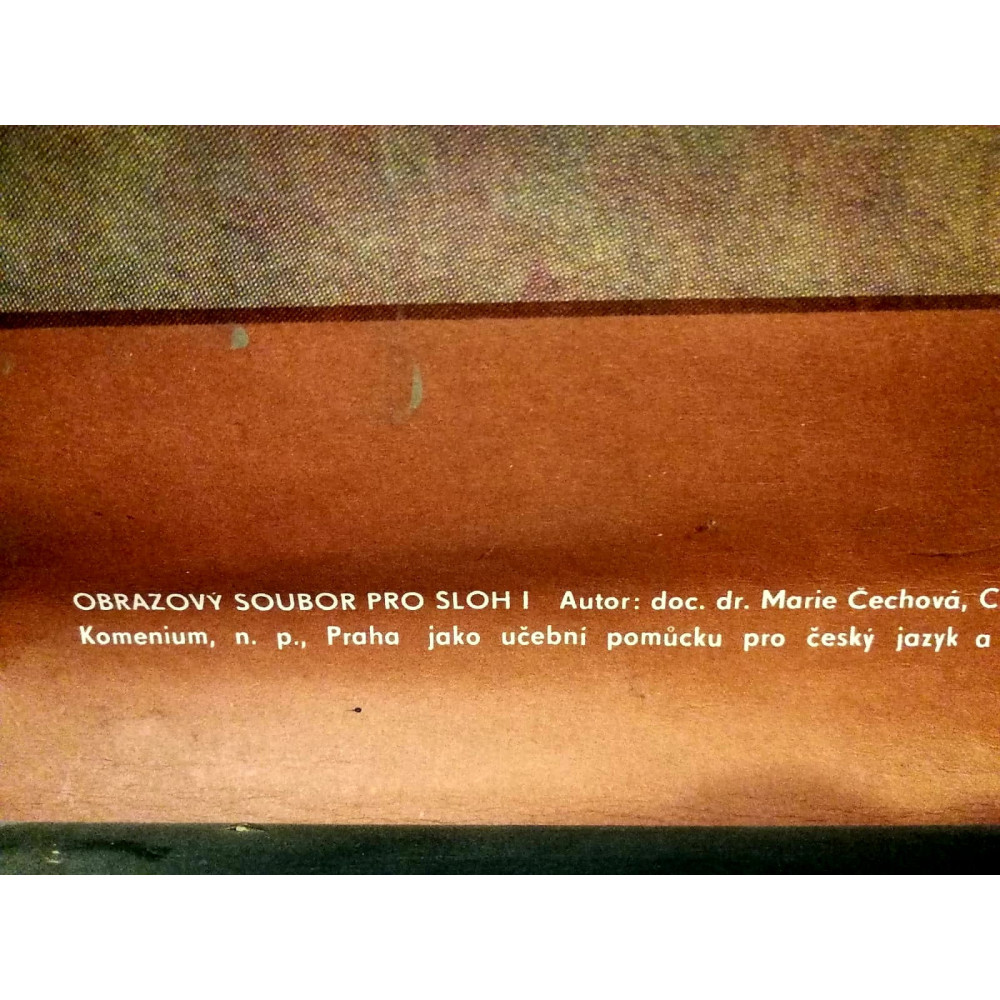 OBRAZOVÝ SOUBOR PRO SLOH I Autor: doc. dr. Marie Čechová, C
Komenium, n. p., Praha jako učební pomůcku pro český jazyk a